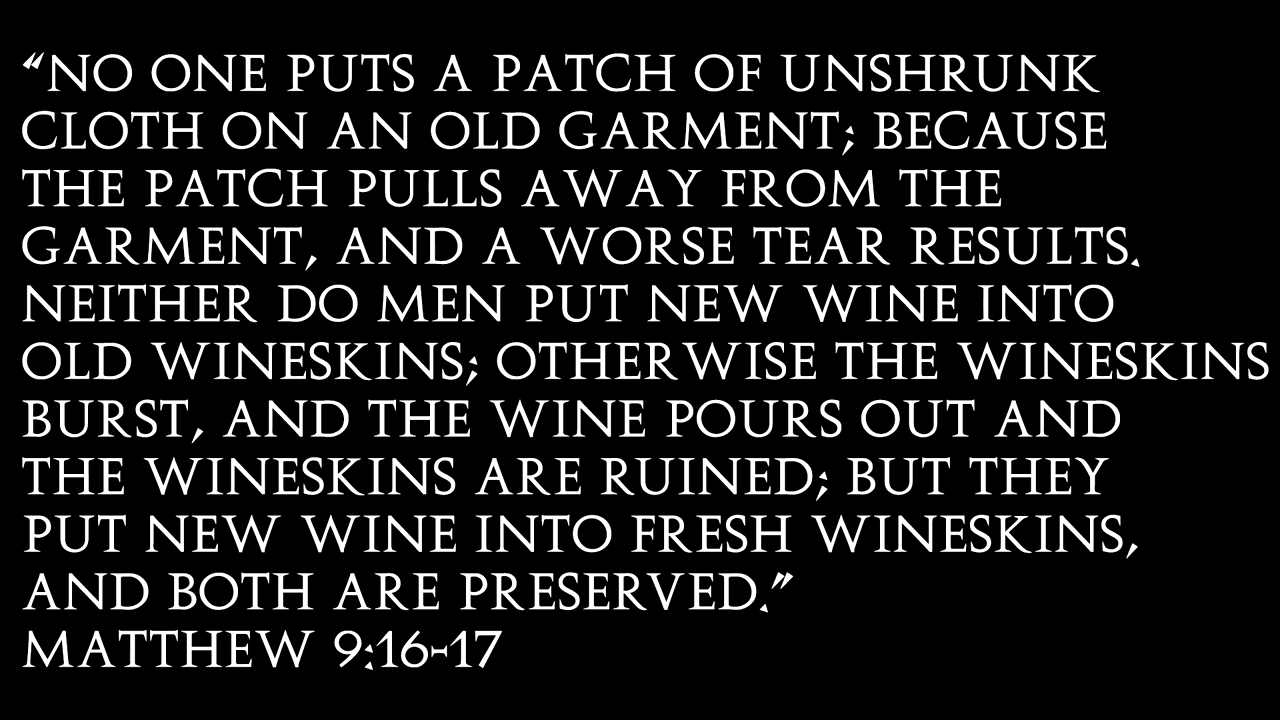 “NO ONE PUTS A PATCH OF UNSHRUNK
CLOTH ON AN OLD GARMENT; BECAUSE
THE PATCH PULLS AWAY FROM THE
GARMENT, AND A WORSE TEAR RESULTS.
NEITHER DO MEN PUT NEW WINE INTO
OLD WINESKINS; OTHERWISE THE WINESKINS
BURST, AND THE WINE POURS OUT AND
THE WINESKINS ARE RUINED; BUT THEY
PUT NEW WINE INTO FRESH WINESKINS,
AND BOTH ARE PRESERVED.”
MATTHEW 9:16-17